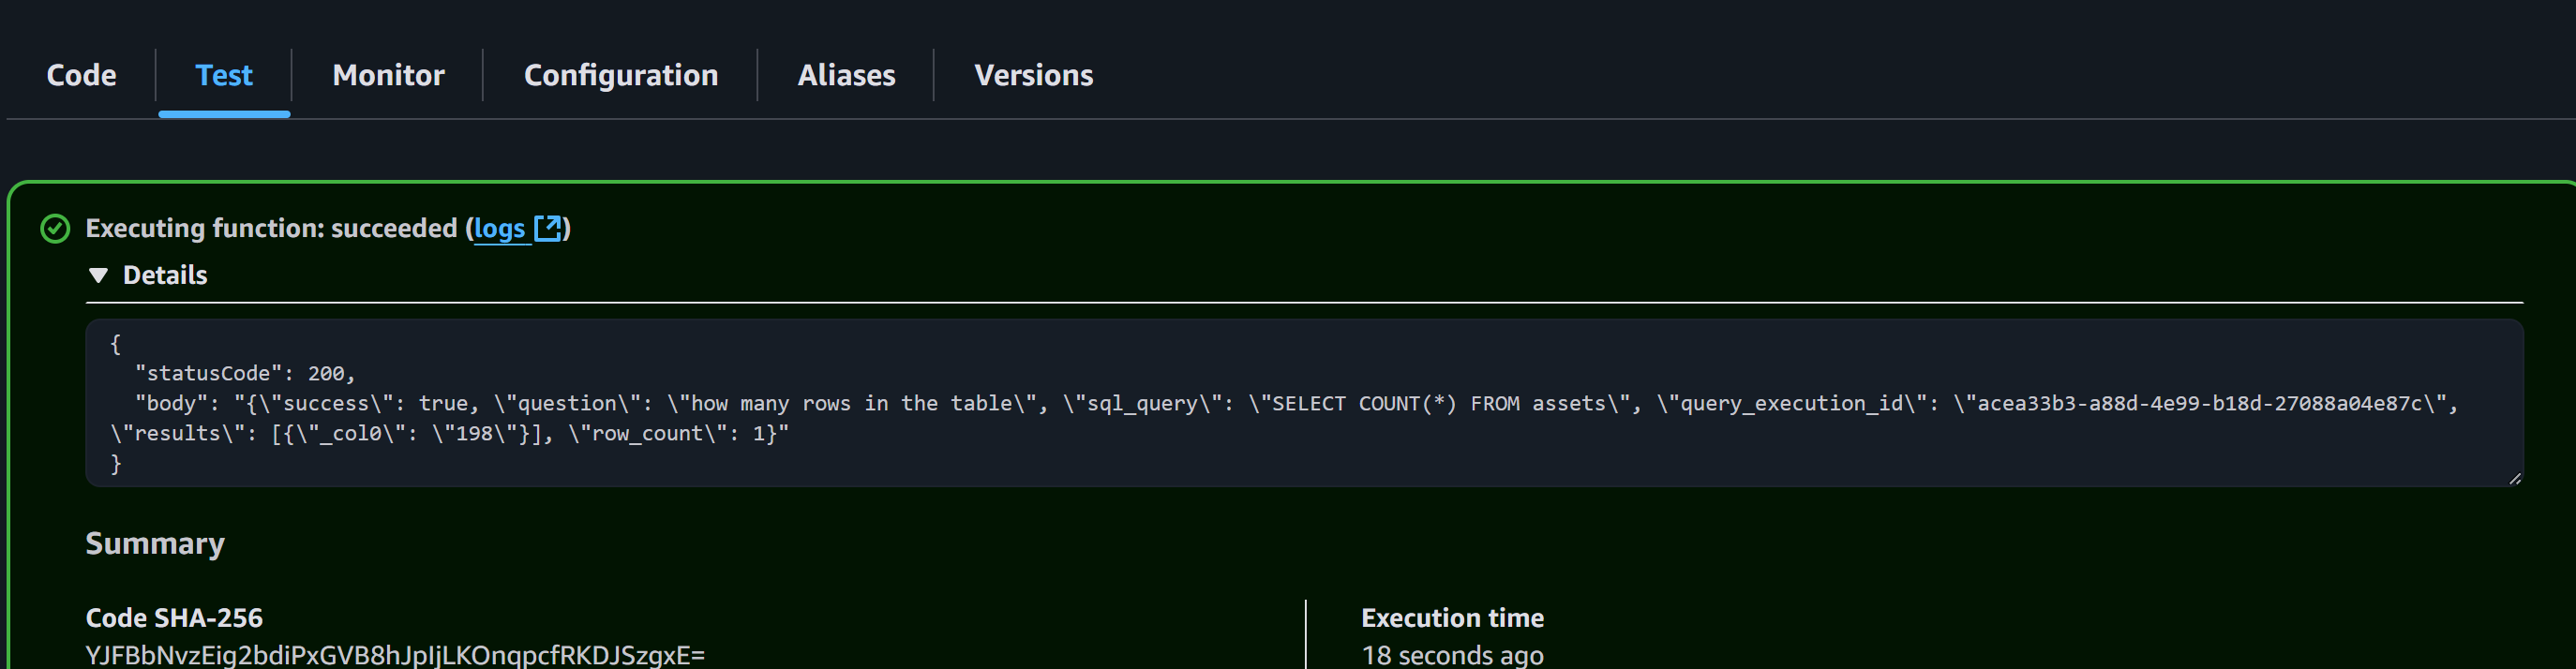 Code Test Monitor Configuration Aliases Versions
Executing function: succeeded (logs)
Details
{
"statusCode": 200,
"body": "{\"success\": true, \"question\": \"how many rows in the table\", \"sql_query\": \"SELECT COUNT(*) FROM assets\", \"query_execution_id\": \"acea33b3-a88d-4e99-b18d-27088a04e87c\",
\"results\": [{\"_col0\": \"198\"}], \"row_count\": 1}"
}
Summary
Code SHA-256
YJFBbNvzEig2bdiPxGVB8hJpIjLKOnqpcfRKDJSzgxE=
Execution time
18 seconds ago